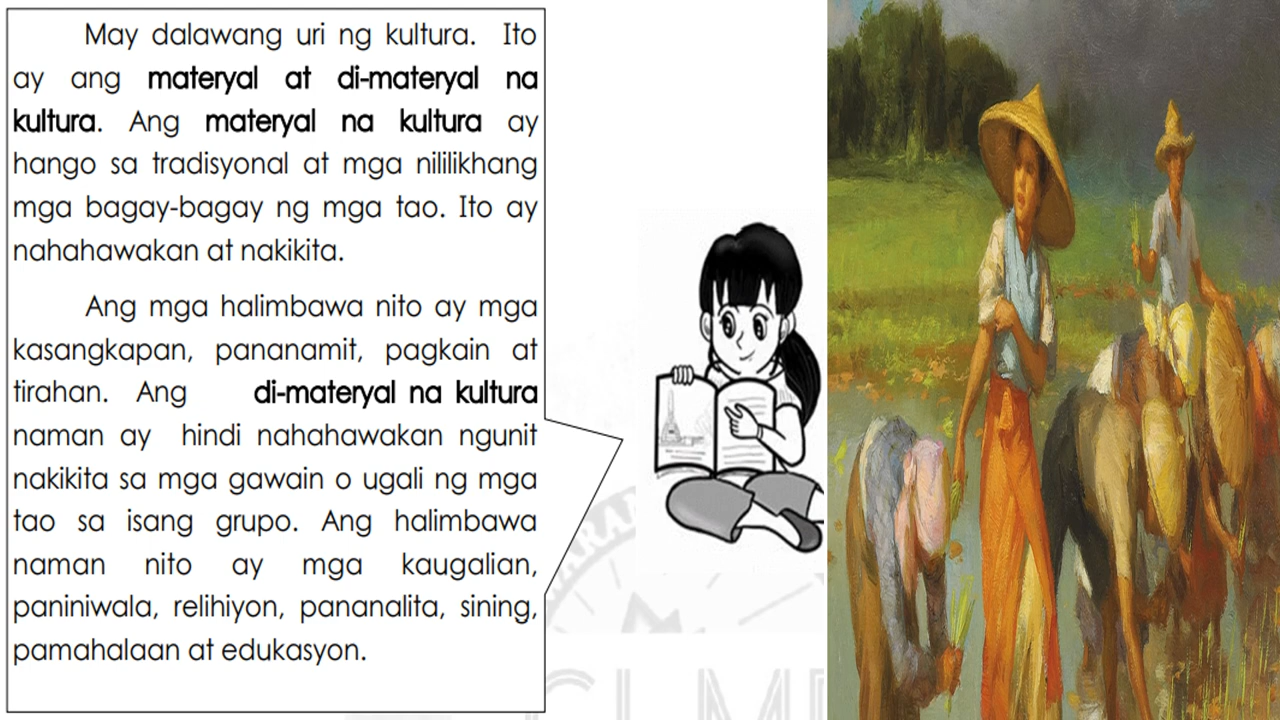 May dalawang uri ng kultura. Ito
ay ang materyal at di-materyal na
kultura. Ang materyal na kultura ay
hango sa tradisyonal at mga nililikhang
mga bagay-bagay ng mga tao. Ito ay
nahahawakan at nakikita.
Ang mga halimbawa nito ay mga
kasangkapan, pananamit, pagkain at
tirahan. Ang di-materyal na kultura
naman ay hindi nahahawakan ngunit
nakikita sa mga gawain o ugali ng mga
tao sa isang grupo. Ang halimbawa
naman nito ay mga kaugalian,
paniniwala, relihiyon, pananalita, sining,
pamahalaan at edukasyon.